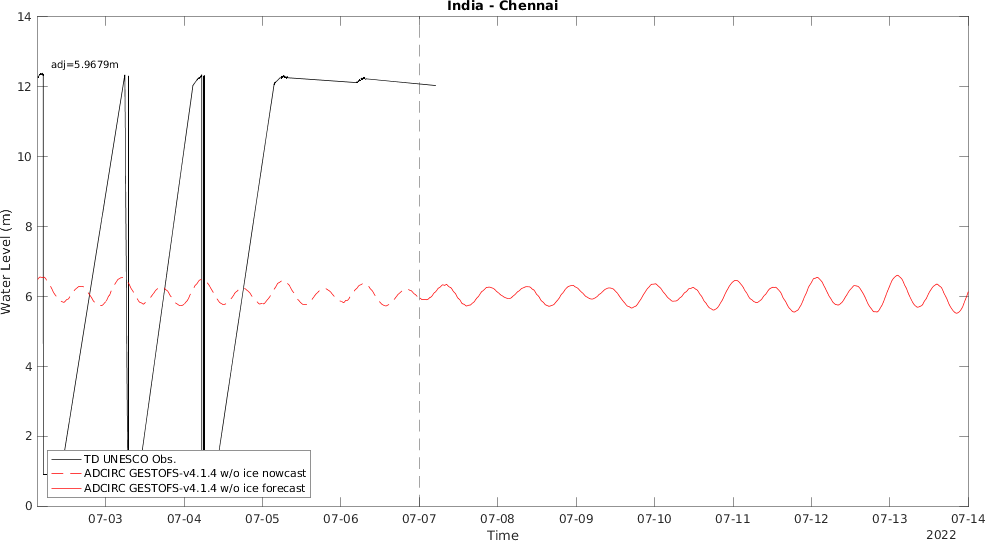 India - Chennai
14
adj=5.9679m
12
10
8
6
4
2
0
Water Level (m)
TD UNESCO Obs.
ADCIRC GESTOFS-v4.1.4 w/o ice nowcast
ADCIRC GESTOFS-v4.1.4 w/o ice forecast
07-03 07-04 07-05 07-06 07-07 07-08 07-09 07-10 07-11 07-12 07-13 07-14
Time
2022